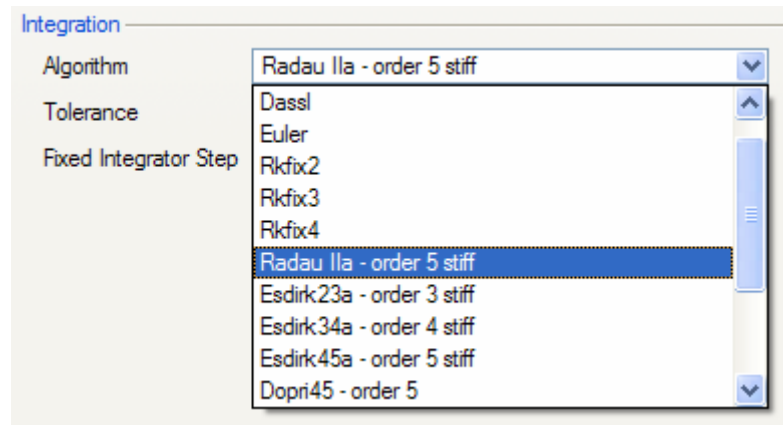 Integration
Algorithm Radau IIa - order 5 stiff
Tolerance Dassl
Euler
Fixed Integrator Step Rkfix2
Rkfix3
Rkfix4
Radau IIa - order 5 stiff
Esdirk23a - order 3 stiff
Esdirk34a - order 4 stiff
Esdirk45a - order 5 stiff
Dopri45 - order 5